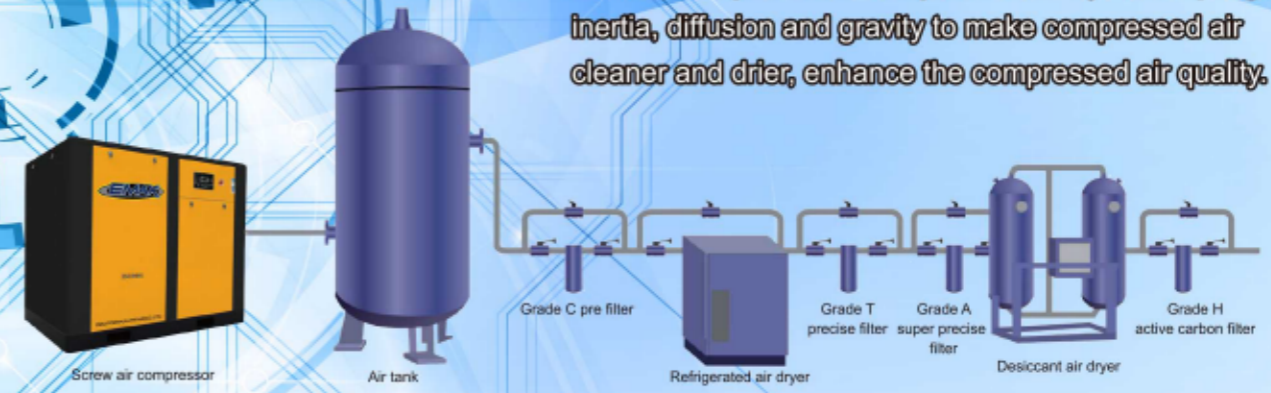 inertia, diffusion and gravity to make compressed air
cleaner and drier, enhance the compressed air quality.
Grade C pre filter
Grade T
precise filter
Grade A
super precise
filter
Grade H
active carbon filter
Screw air compressor
Air tank
Refrigerated air dryer
Desiccant air dryer